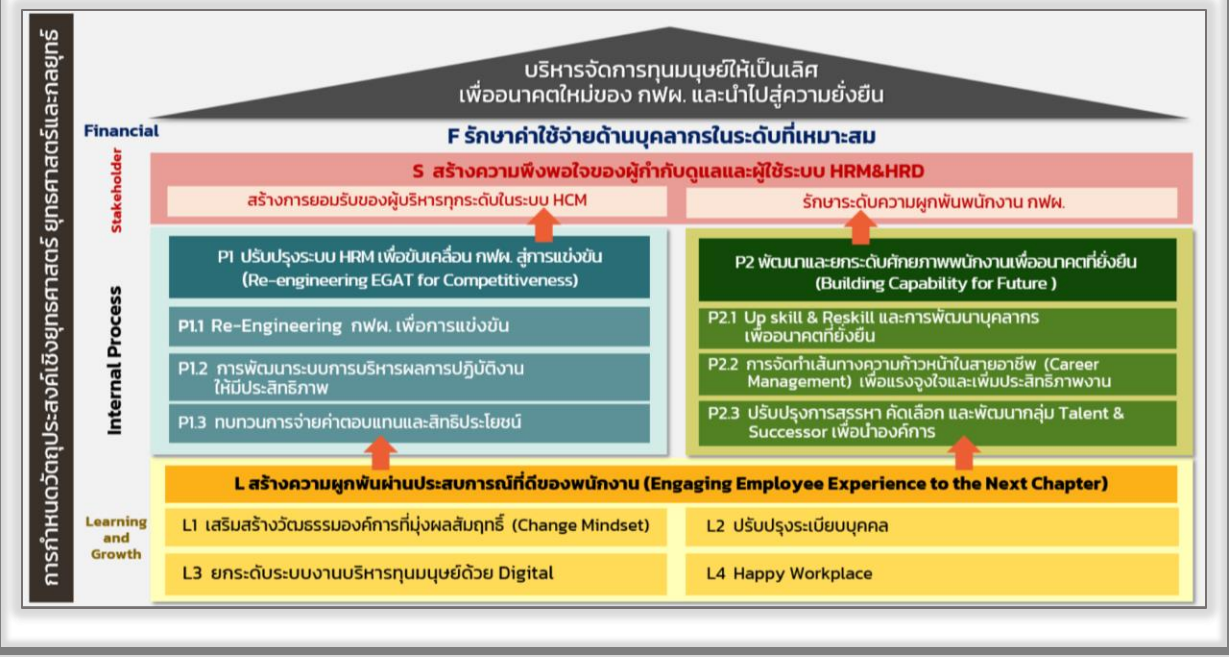 การกำหนดวัตถุประสงค์เชิงยุทธศาสตร์ ยุทธศาสตร์และกลยุทธ์
บริหารจัดการทุนมนุษย์ให้เป็นเลิศ
เพื่ออนาคตใหม่ของ กฟผ. และนำไปสู่ความยั่งยืน
Financial
F รักษาค่าใช้จ่ายด้านบุคลากรในระดับที่เหมาะสม
Stakeholder
S สร้างความพึงพอใจของผู้กำกับดูแลและผู้ใช้ระบบ HRM&HRD
สร้างการยอมรับของผู้บริหารทุกระดับในระบบ HCM
รักษาระดับความผูกพันพนักงาน กฟผ.
Internal Process
P1 ปรับปรุงระบบ HRM เพื่อขับเคลื่อน กฟผ. สู่การแข่งขัน
(Re-engineering EGAT for Competitiveness)
P1.1 Re-Engineering กฟผ. เพื่อการแข่งขัน
P1.2 การพัฒนาระบบการบริหารผลการปฏิบัติงาน
ให้มีประสิทธิภาพ
P1.3 ทบทวนการจ่ายค่าตอบแทนและสิทธิประโยชน์
P2 พัฒนาและยกระดับศักยภาพพนักงานเพื่ออนาคตที่ยั่งยืน
(Building Capability for Future )
P2.1 Up skill & Reskill และการพัฒนาบุคลากร
เพื่ออนาคตที่ยั่งยืน
P2.2 การจัดทำเส้นทางความก้าวหน้าในสายอาชีพ (Career
Management) เพื่อแรงจูงใจและเพิ่มประสิทธิภาพงาน
P2.3 ปรับปรุงการสรรหา คัดเลือก และพัฒนากลุ่ม Talent &
Successor เพื่อนำองค์การ
Learning
and
Growth
L สร้างความผูกพันผ่านประสบการณ์ที่ดีของพนักงาน (Engaging Employee Experience to the Next Chapter)
L1 เสริมสร้างวัฒรรมองค์การที่มุ่งผลสัมฤทธิ์ (Change Mindset)
L2 ปรับปรุงระเบียบบุคคล
L3 ยกระดับระบบงานบริหารทุนมนุษย์ด้วย Digital
L4 Happy Workplace